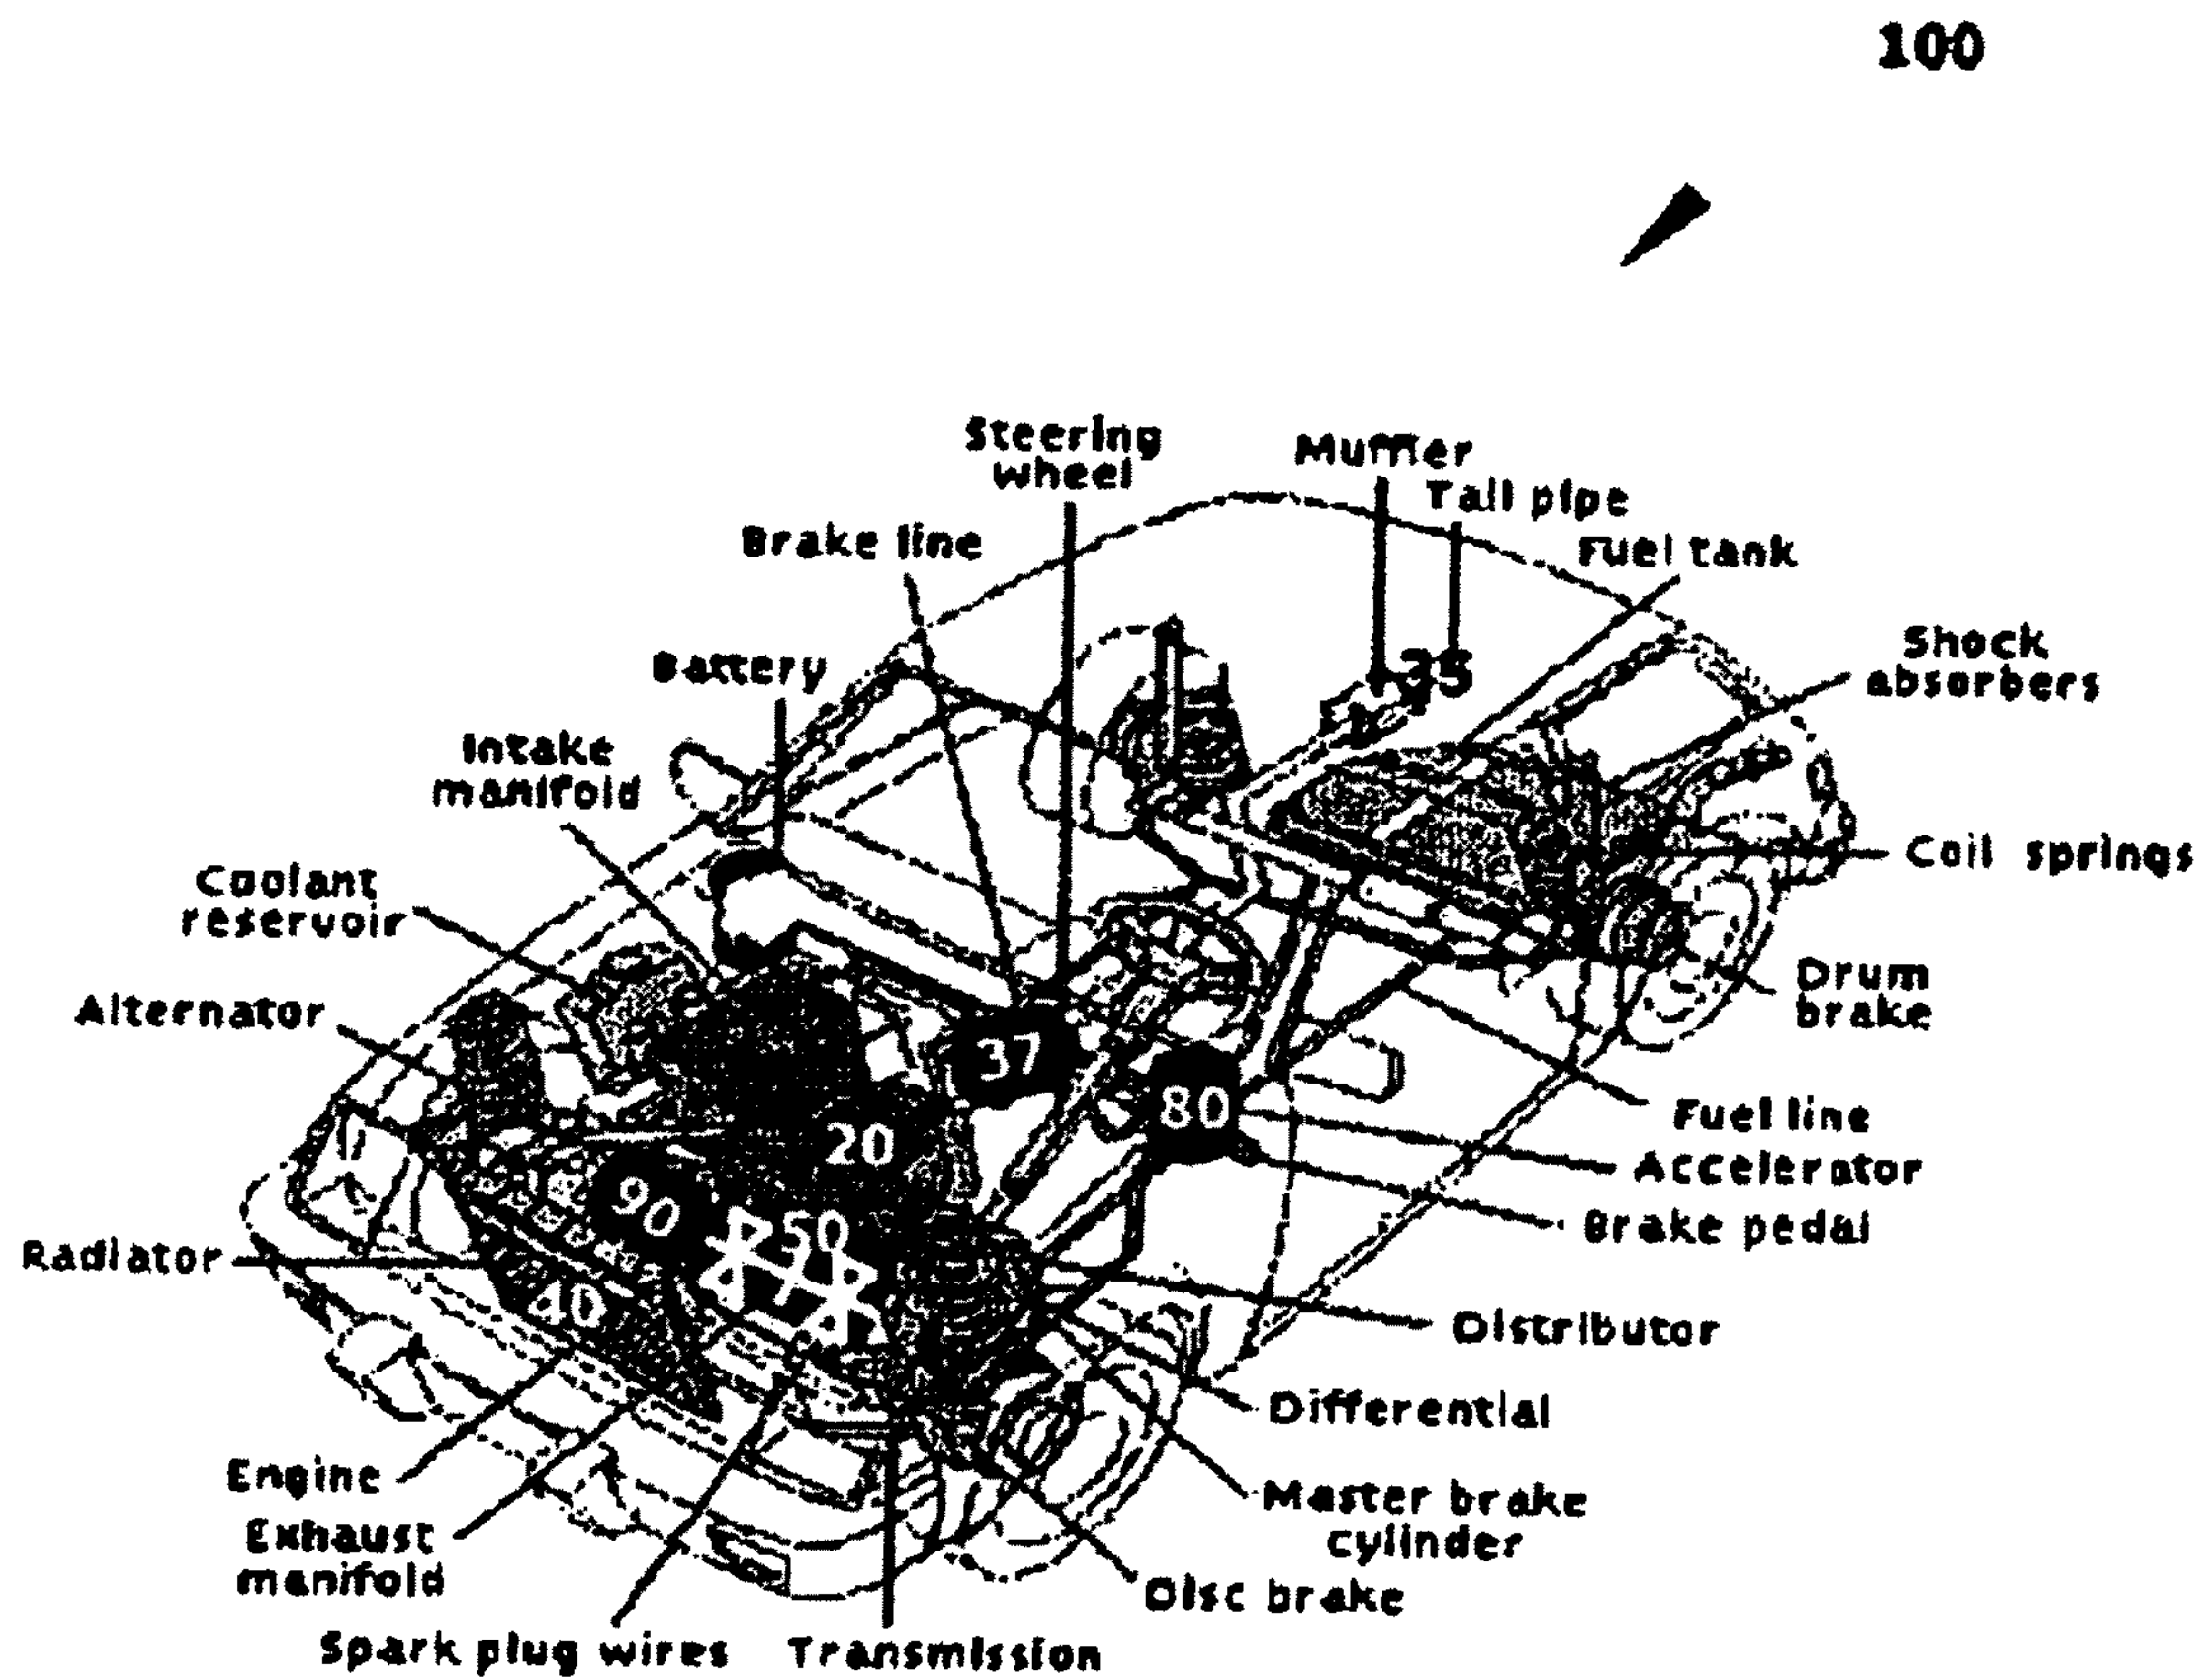 100
Steering
wheel
Muffler
Tail pipe
Brake line
Fuel tank
Shock
absorbers
Battery
35
Intake
manifold
Coil springs
Coolant
reservoir
Drum
brake
Alternator
37
80
Fuel line
20
Accelerator
90
50
Brake pedal
Radiator
40
Distributor
Differential
Engine
Master brake
cylinder
Exhaust
manifold
Disc brake
Spark plug wires
Transmission